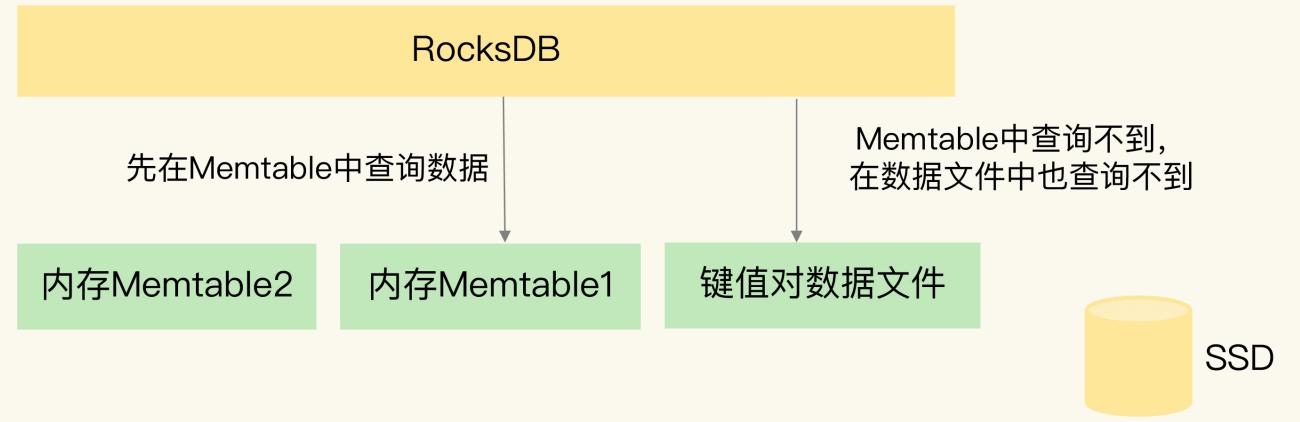 RocksDB
先在Memtable中查询数据
Memtable中查询不到，
在数据文件中也查询不到
内存Memtable2
内存Memtable1
键值对数据文件
SSD